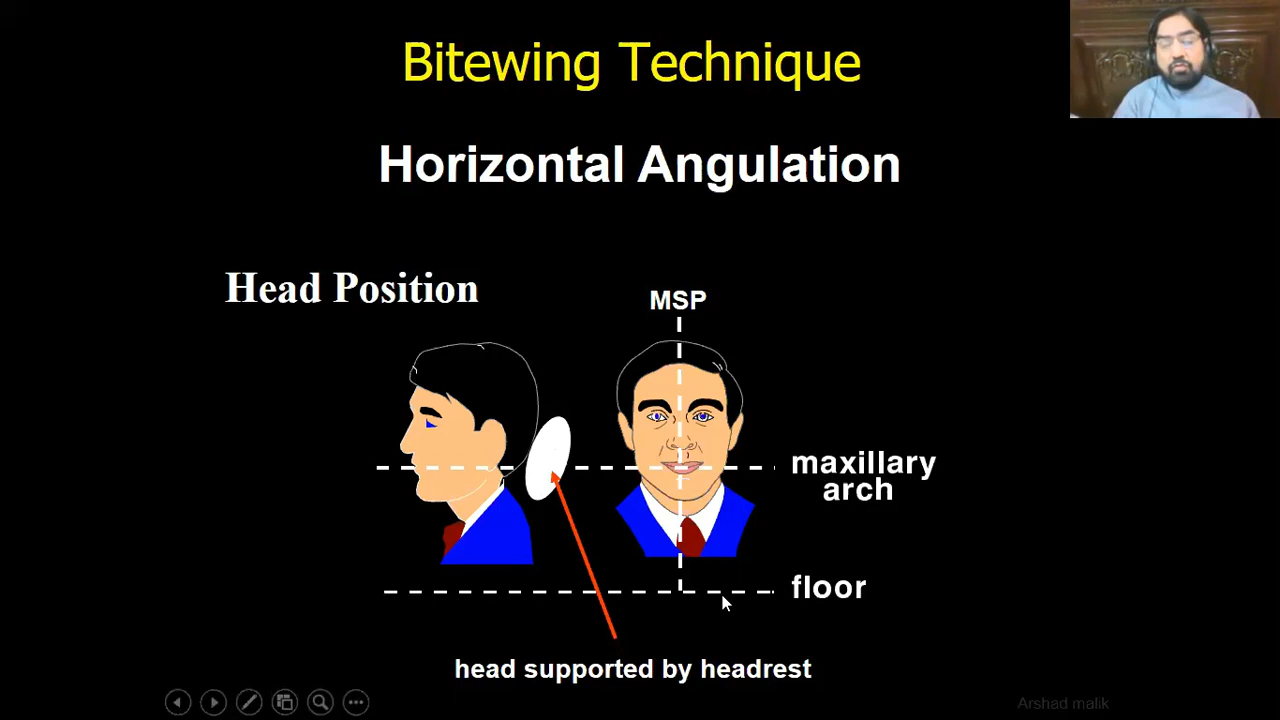 Bitewing Technique
Horizontal Angulation
Head Position
MSP
maxillary
arch
floor
head supported by headrest
Arshad malik